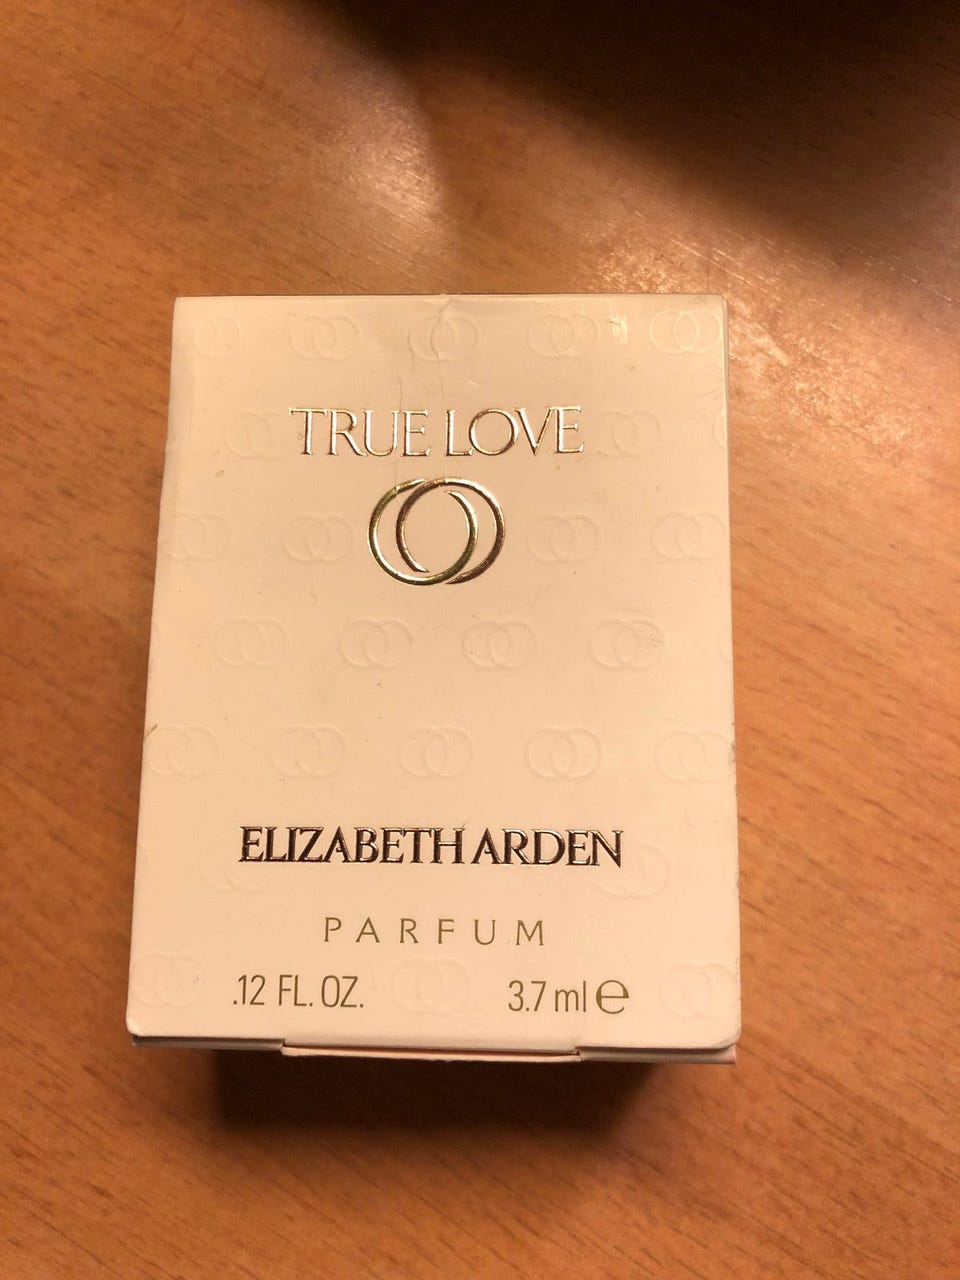 TRUE LOVE
ELIZABETH ARDEN
PARFUM
.12 FL. OZ. 3.7 ml ℮